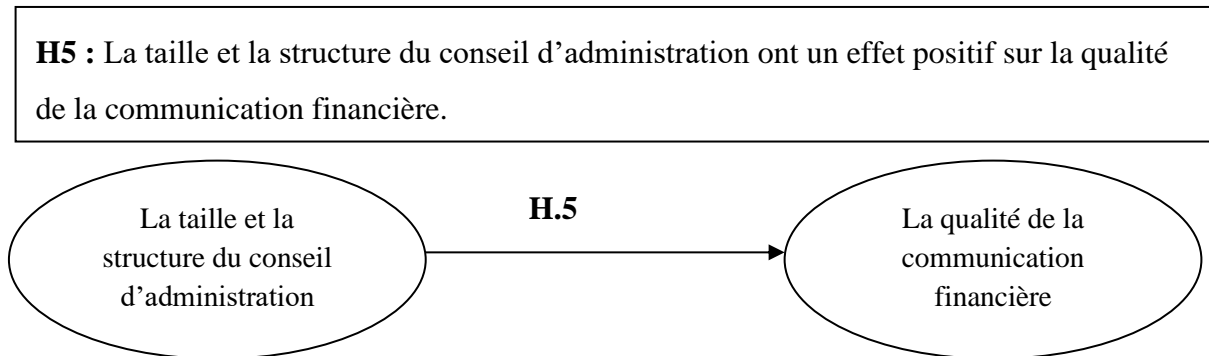 H5 : La taille et la structure du conseil d’administration ont un effet positif sur la qualité
de la communication financière.
H.5
La taille et la
structure du conseil
d’administration
La qualité de la
communication
financière